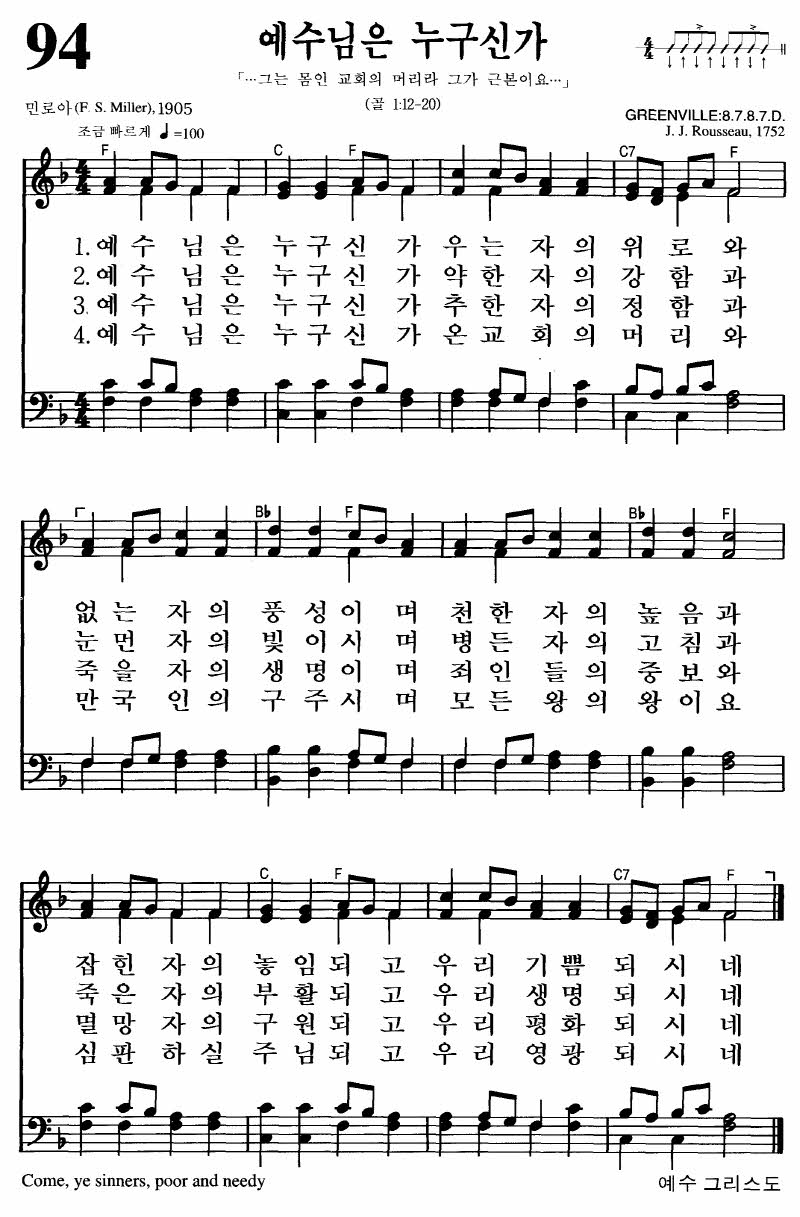 94
예수님은 누구신가
「…그는 몸인 교회의 머리라 그가 근본이요…」
(골 1:12-20)
민로아(F. S. Miller), 1905
GREENVILLE:8.7.8.7.D.
조금 빠르게 ♩=100
J. J. Rousseau, 1752
F C F C7 F
4/4
1. 예수 님은 누구신 가 우는 자의 위로 와
2. 예수 님은 누구신 가 약한 자의 강함 과
3. 예수 님은 누구신 가 추한 자의 정함 과
4. 예수 님은 누구신 가 온교 회의 머리 와
B♭ F B♭ F
없는 자의 풍성이 며 천한 자의 높음과
눈먼 자의 빛이시 며 병든 자의 고침과
죽을 자의 생명이 며 죄인 들의 중보와
만국 인의 구주시 며 모든 왕의 왕이요
C F C7 F
잡힌 자의 놓임되 고 우리 기쁨 되시 네
죽은 자의 부활되 고 우리 생명 되시 네
멸망 자의 구원되 고 우리 평화 되시 네
심판 하실 주님되 고 우리 영광 되시 네
Come, ye sinners, poor and needy
예수 그리스도